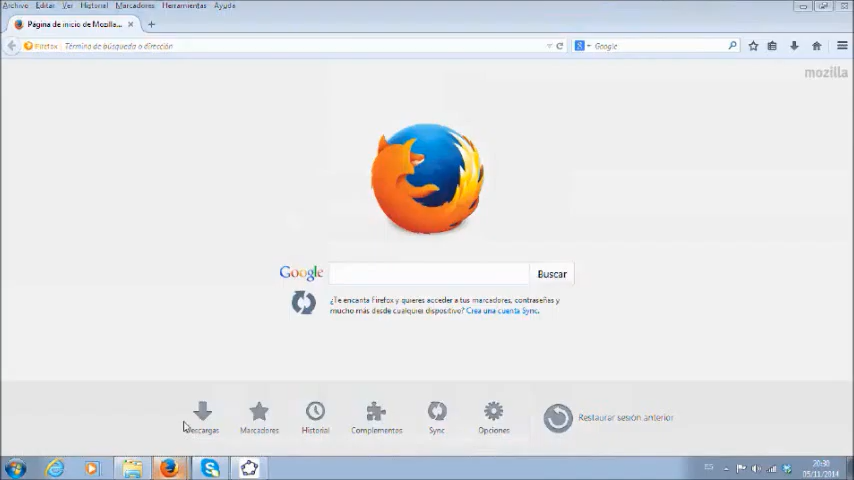 Archivo Editar Ver Historial Marcadores Herramientas Ayuda
Página de inicio de Mozilla...
Firefox Término de búsqueda o dirección
Google
mozilla
Google Buscar
¿Te encanta Firefox y quieres acceder a tus marcadores, contraseñas y
mucho más desde cualquier dispositivo? Crea una cuenta Sync.
Descargas Marcadores Historial Complementos Sync Opciones Restaurar sesión anterior
20:30
05/11/2014